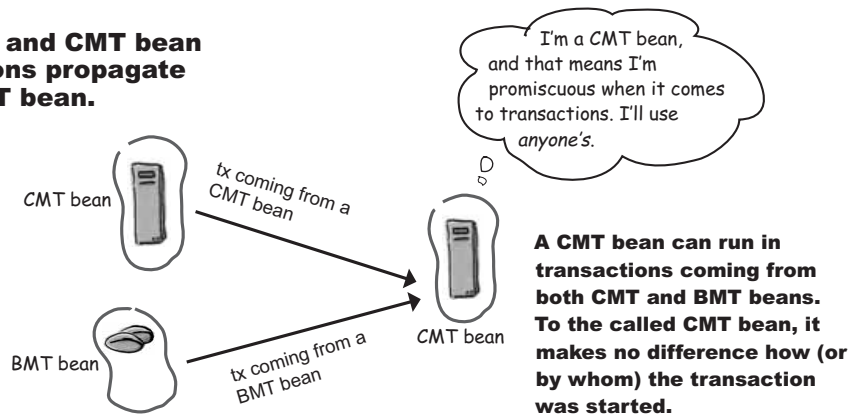 and CMT bean
ons propagate
T bean.
I'm a CMT bean,
and that means I'm
promiscuous when it comes
to transactions. I'll use
anyone's.
CMT bean
tx coming from a
CMT bean
BMT bean
tx coming from a
BMT bean
CMT bean
A CMT bean can run in
transactions coming from
both CMT and BMT beans.
To the called CMT bean, it
makes no difference how (or
by whom) the transaction
was started.